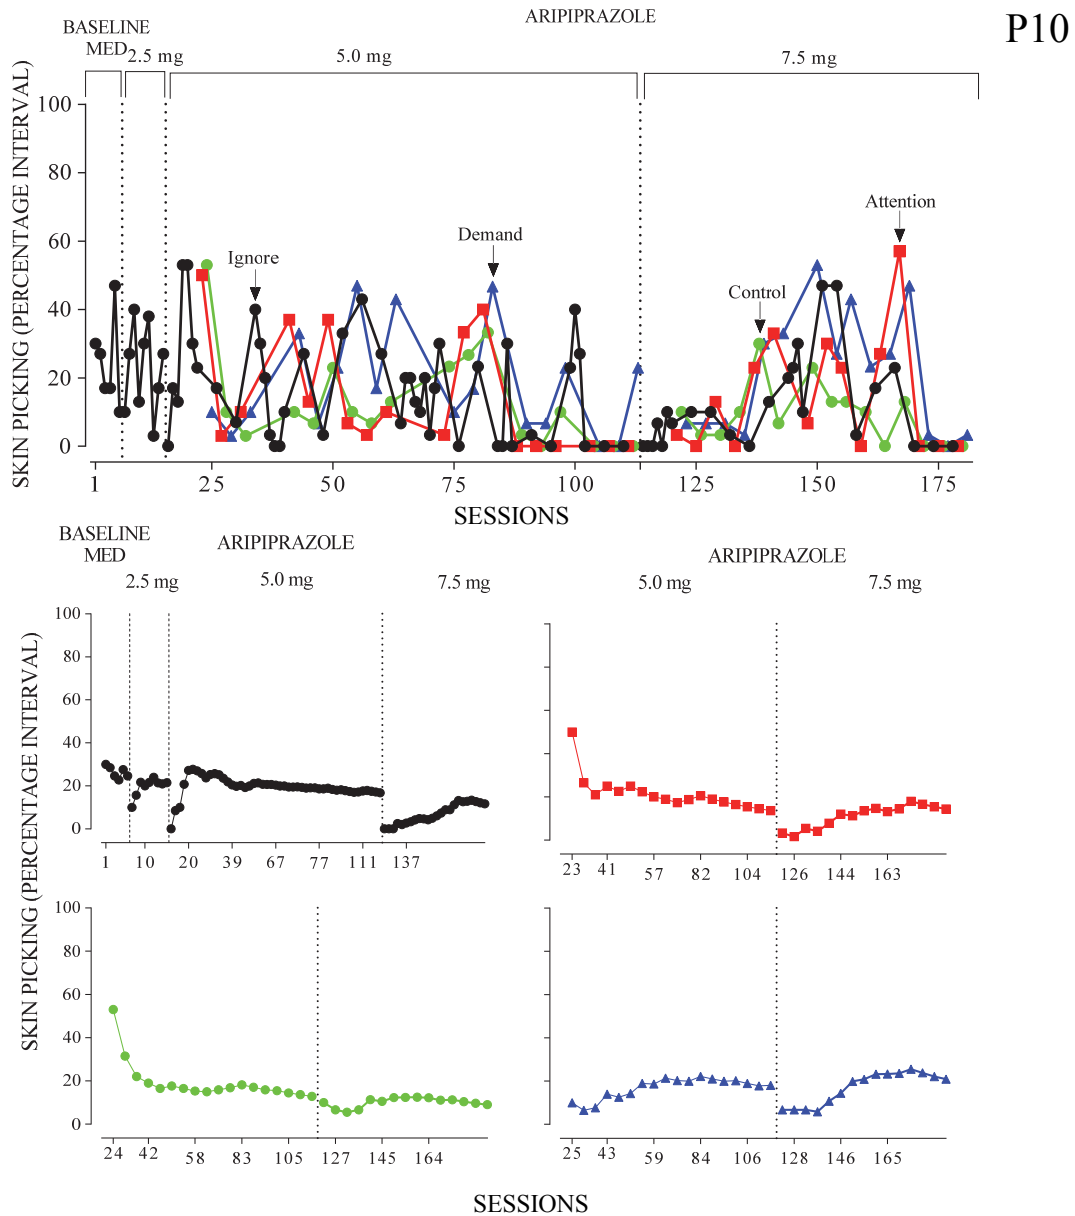 ARIPIPRAZOLE
P10
BASELINE
MED
2.5 mg
5.0 mg
7.5 mg
SKIN PICKING (PERCENTAGE INTERVAL)
100
80
60
40
20
0
Ignore
Demand
Control
Attention
1 25 50 75 100 125 150 175
SESSIONS
BASELINE
MED
ARIPIPRAZOLE
2.5 mg 5.0 mg 7.5 mg
ARIPIPRAZOLE
5.0 mg 7.5 mg
SKIN PICKING (PERCENTAGE INTERVAL)
100
80
60
40
20
0
1 10 20 39 67 77 111 137
23 41 57 82 104 126 144 163
100
80
60
40
20
0
24 42 58 83 105 127 145 164
25 43 59 84 106 128 146 165
SESSIONS